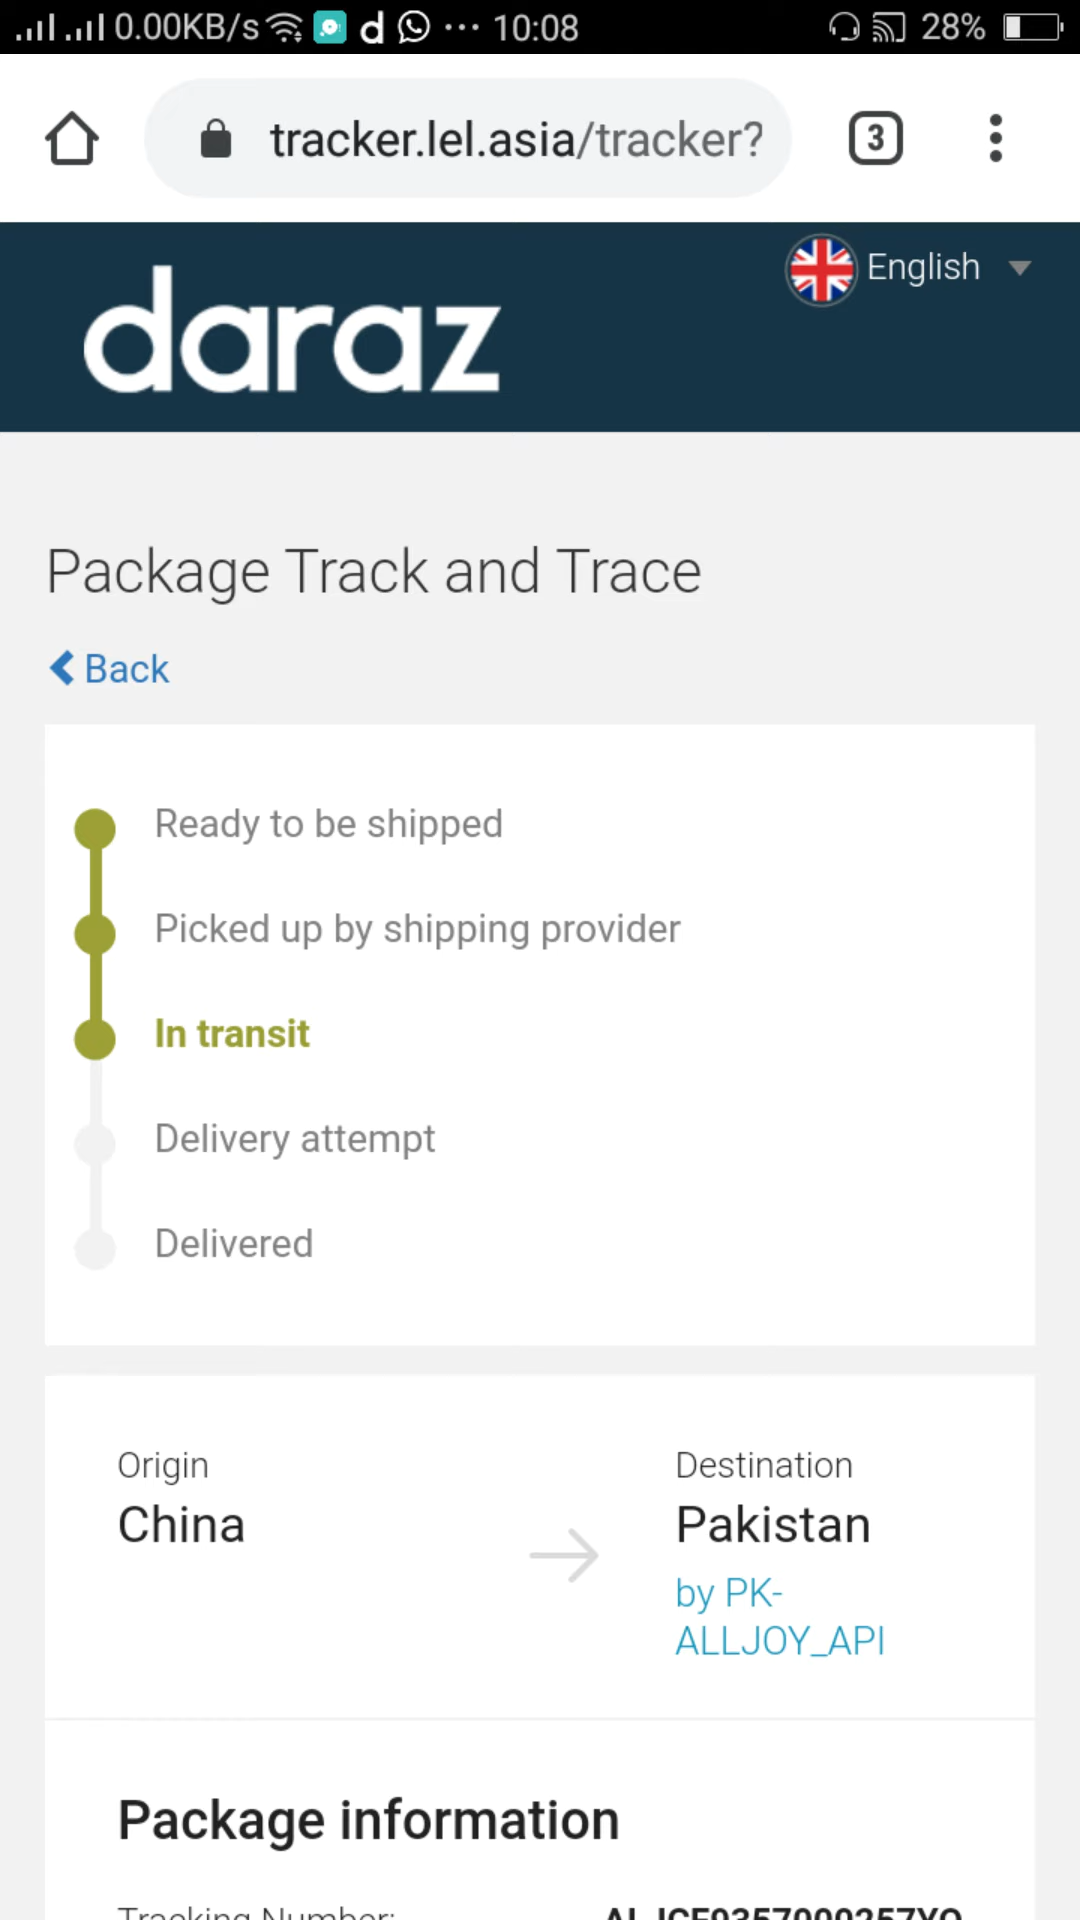 0.00KB/s d ... 10:08 28%
tracker.lel.asia/tracker? 3
English
daraz
Package Track and Trace
Back
Ready to be shipped
Picked up by shipping provider
In transit
Delivery attempt
Delivered
Origin Destination
China Pakistan
by PK-
ALLJOY_API
Package information
Tracking Number: